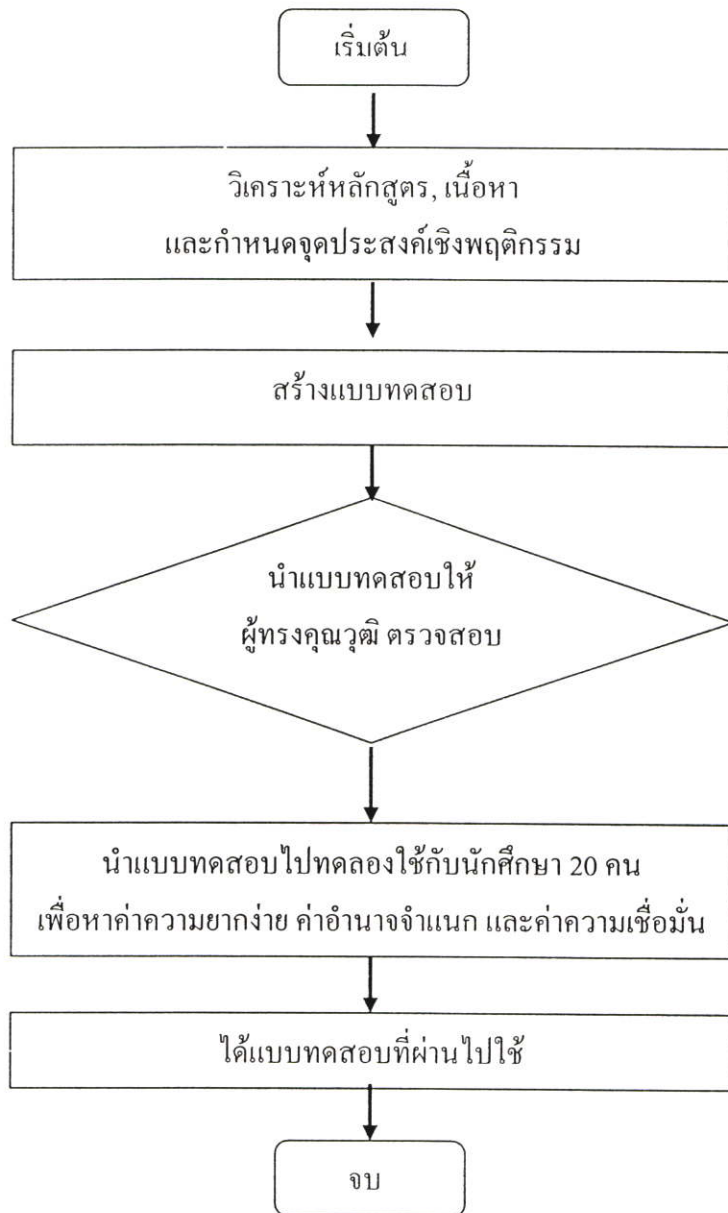 เริ่มต้น
วิเคราะห์หลักสูตร, เนื้อหา
และกำหนดจุดประสงค์เชิงพฤติกรรม
สร้างแบบทดสอบ
นำแบบทดสอบให้
ผู้ทรงคุณวุฒิ ตรวจสอบ
นำแบบทดสอบไปทดลองใช้กับนักศึกษา 20 คน
เพื่อหาค่าความยากง่าย ค่าอำนาจจำแนก และค่าความเชื่อมั่น
ได้แบบทดสอบที่ผ่านไปใช้
จบ